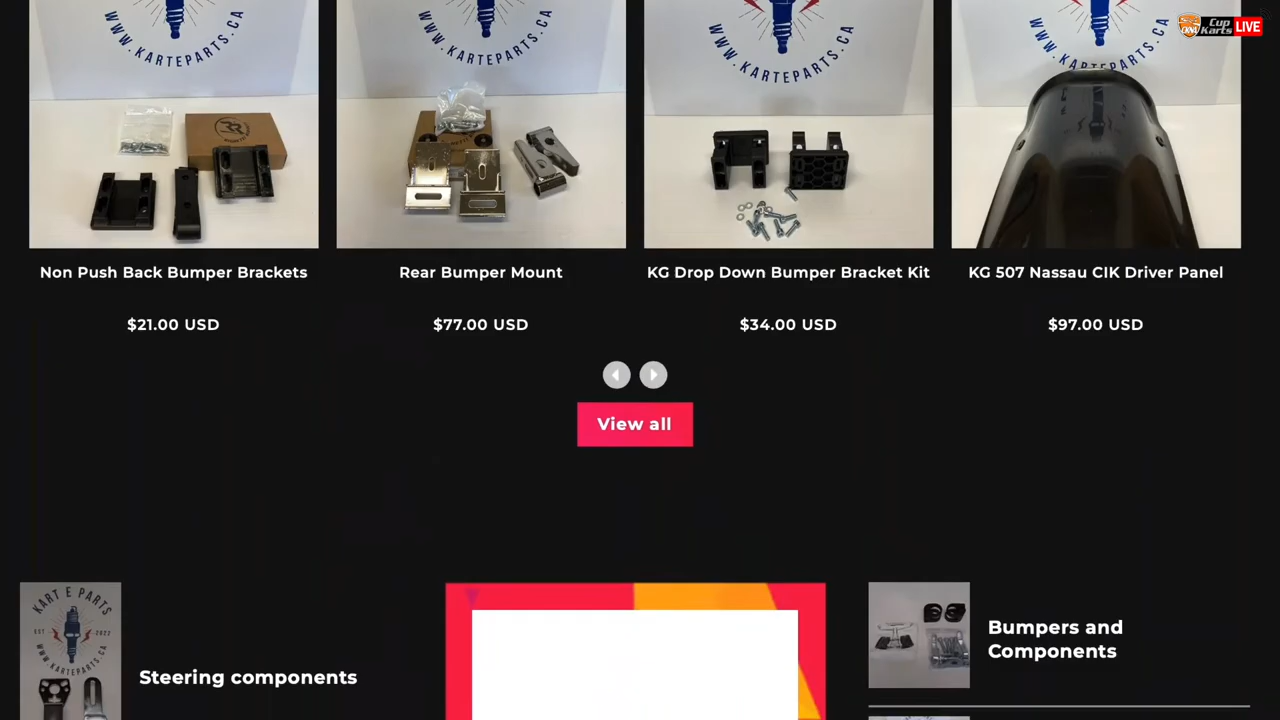 WWW.KARTEPARTS.CA
WWW.KARTEPARTS.CA
WWW.KARTEPARTS.CA
WWW.KARTEPARTS.CA
Cup
Karts
LIVE
Non Push Back Bumper Brackets
Rear Bumper Mount
KG Drop Down Bumper Bracket Kit
KG 507 Nassau CIK Driver Panel
$21.00 USD
$77.00 USD
$34.00 USD
$97.00 USD
View all
KART E PARTS
EST 2022
WWW.KARTEPARTS.CA
Steering components
Bumpers and
Components